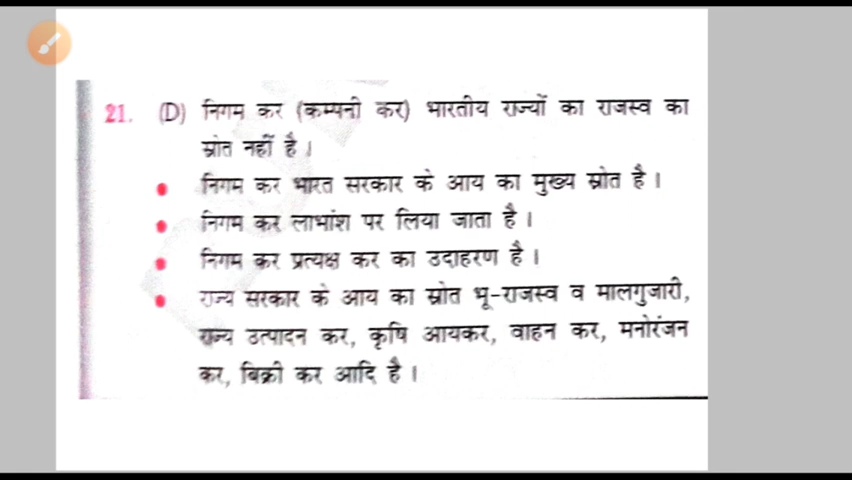 21. (D) निगम कर (कम्पनी कर) भारतीय राज्यों का राजस्व का
स्रोत नहीं है ।
• निगम कर भारत सरकार के आय का मुख्य स्रोत है ।
• निगम कर लाभांश पर लिया जाता है ।
• निगम कर प्रत्यक्ष कर का उदाहरण है ।
• राज्य सरकार के आय का स्रोत भू-राजस्व व मालगुजारी,
राज्य उत्पादन कर, कृषि आयकर, वाहन कर, मनोरंजन
कर, बिक्री कर आदि है ।